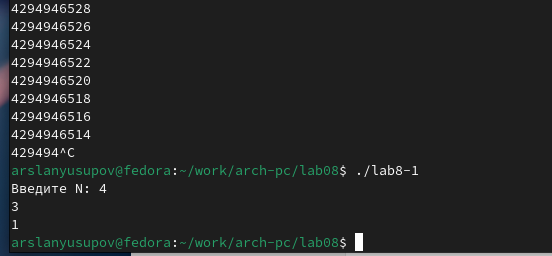 4294946528
4294946526
4294946524
4294946522
4294946520
4294946518
4294946516
4294946514
429494^C
arslanyusupov@fedora:~/work/arch-pc/lab08$ ./lab8-1
Введите N: 4
3
1
arslanyusupov@fedora:~/work/arch-pc/lab08$